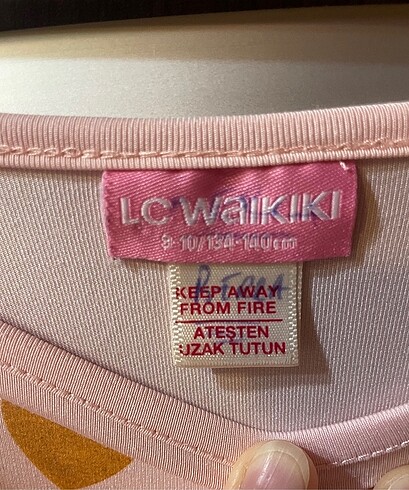 LC WAIKIKI
9-10/134-140cm
KEEP AWAY
FROM FIRE
ATEŞTEN
UZAK TUTUN